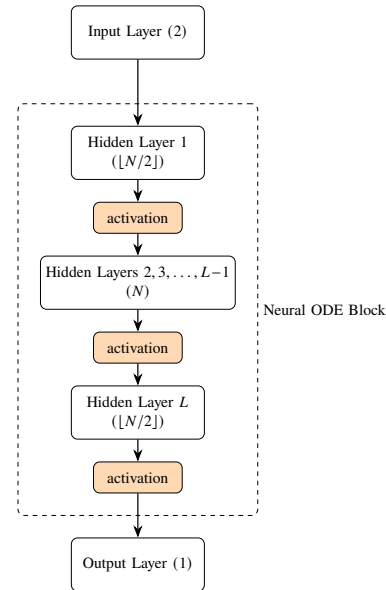 Input Layer (2)
Hidden Layer 1
(⌊N/2⌋)
activation
Hidden Layers 2, 3, . . . , L−1
(N)
activation
Neural ODE Block
Hidden Layer L
(⌊N/2⌋)
activation
Output Layer (1)